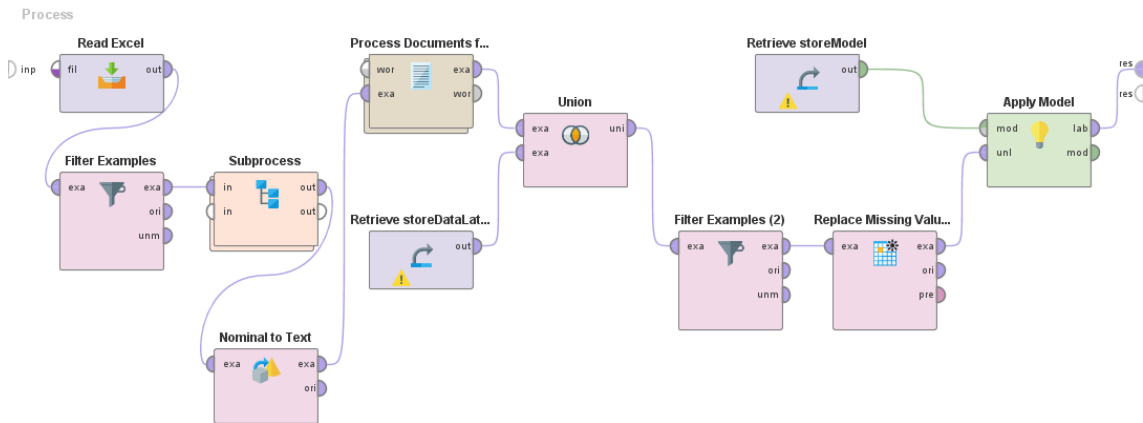 Process
Read Excel
inp
fil
out
Filter Examples
exa
exa
ori
unm
Subprocess
in
out
in
out
Nominal to Text
exa
exa
ori
Process Documents f...
wor
exa
exa
wor
Retrieve storeDataLat...
out
Union
exa
uni
exa
Filter Examples (2)
exa
exa
ori
unm
Replace Missing Valu...
exa
exa
ori
pre
Retrieve storeModel
out
Apply Model
mod
lab
unl
mod
res
res